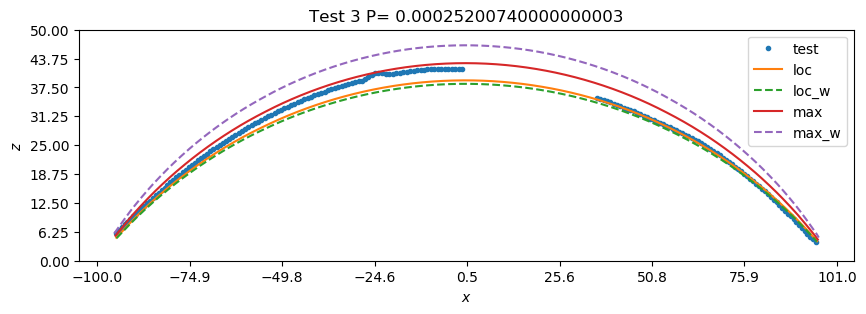 Test 3 P= 0.00025200740000000003
z
50.00
43.75
37.50
31.25
25.00
18.75
12.50
6.25
0.00
test
loc
loc_w
max
max_w
−100.0 −74.9 −49.8 −24.6 0.5 25.6 50.8 75.9 101.0
x